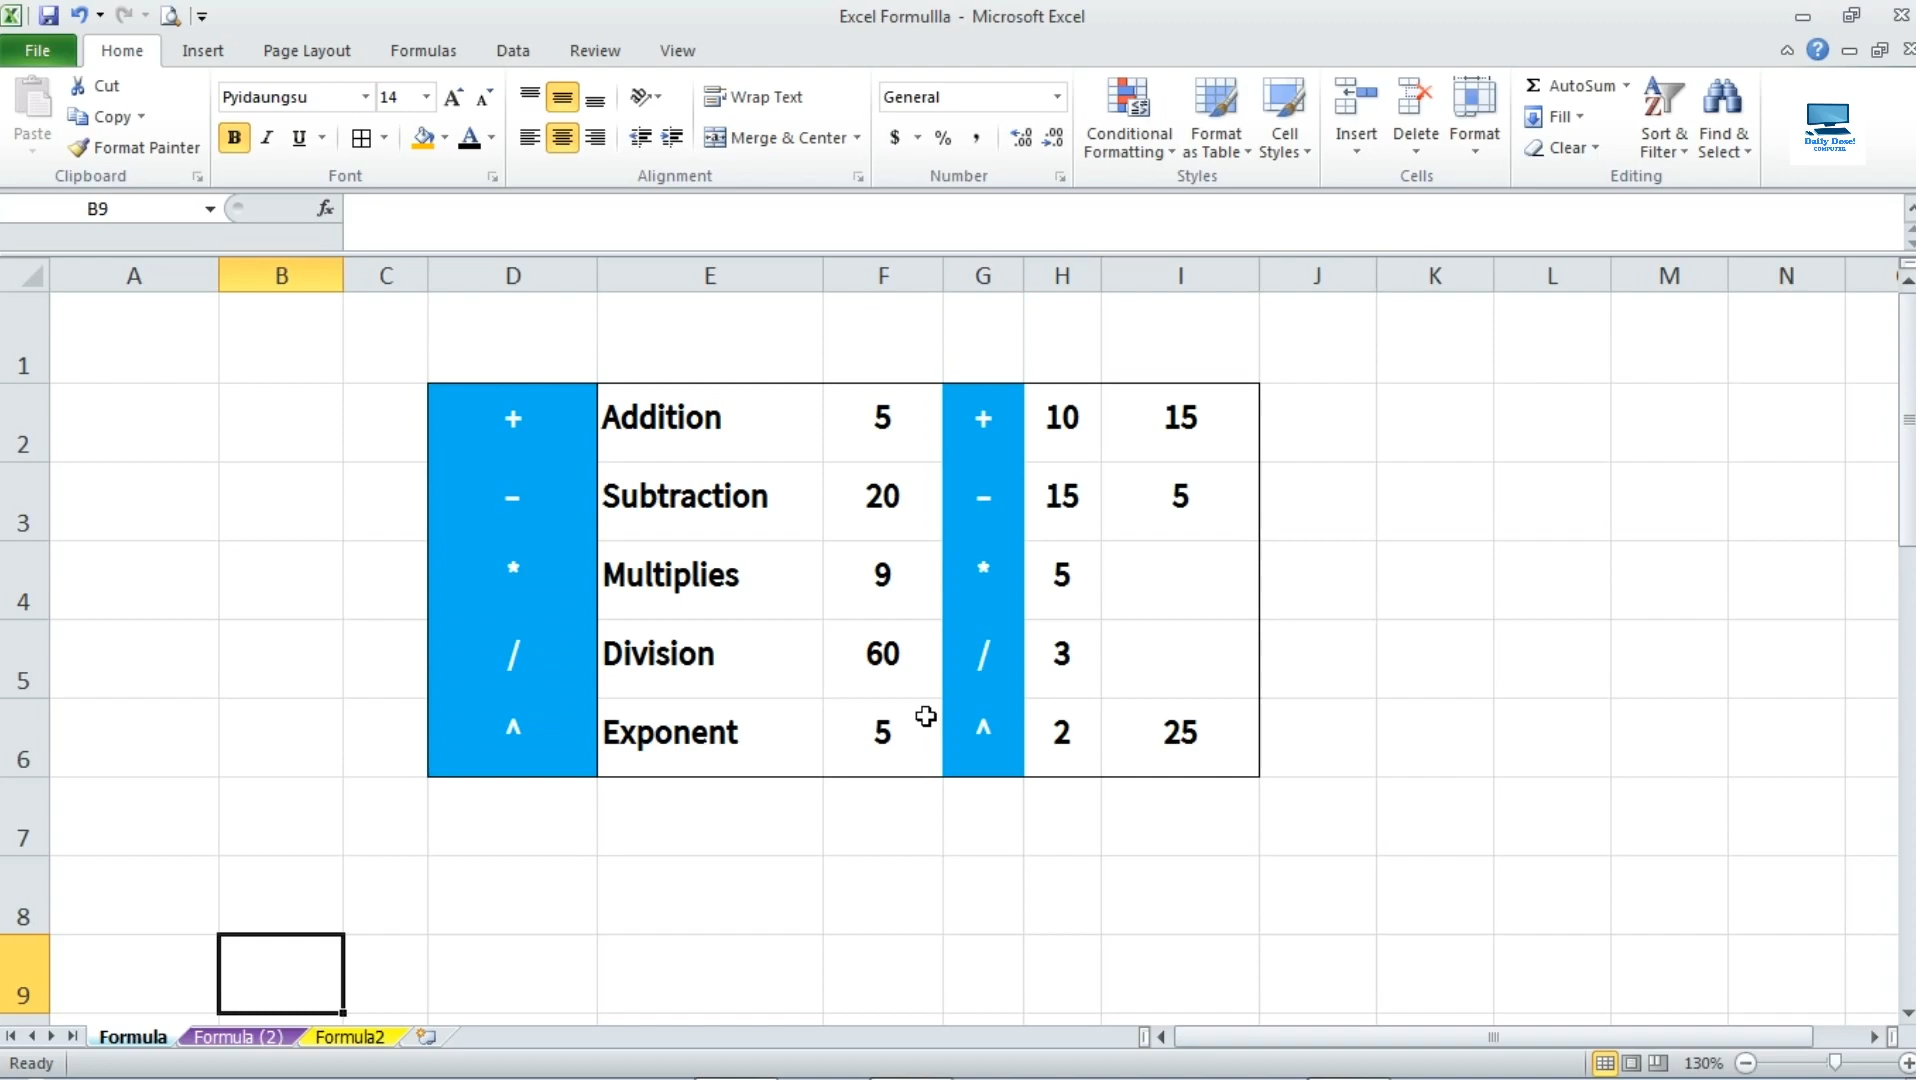 Excel Formullla - Microsoft Excel
File Home Insert Page Layout Formulas Data Review View
Paste
Cut
Copy
Format Painter
Clipboard
Pyidaungsu 14
B I U
Font
Wrap Text
Merge & Center
Alignment
General
$ % ,
Number
Conditional Formatting
Format as Table
Cell Styles
Styles
Insert Delete Format
Cells
Σ AutoSum
Fill
Clear
Sort & Filter
Find & Select
Editing
Daily Dose!
COMPUTER
B9 fx
A B C D E F G H I J K L M N
1
2 + Addition 5 + 10 15
3 - Subtraction 20 - 15 5
4 * Multiplies 9 * 5
5 / Division 60 / 3
6 ^ Exponent 5 ^ 2 25
7
8
9
Formula Formula (2) Formula2
Ready 130%